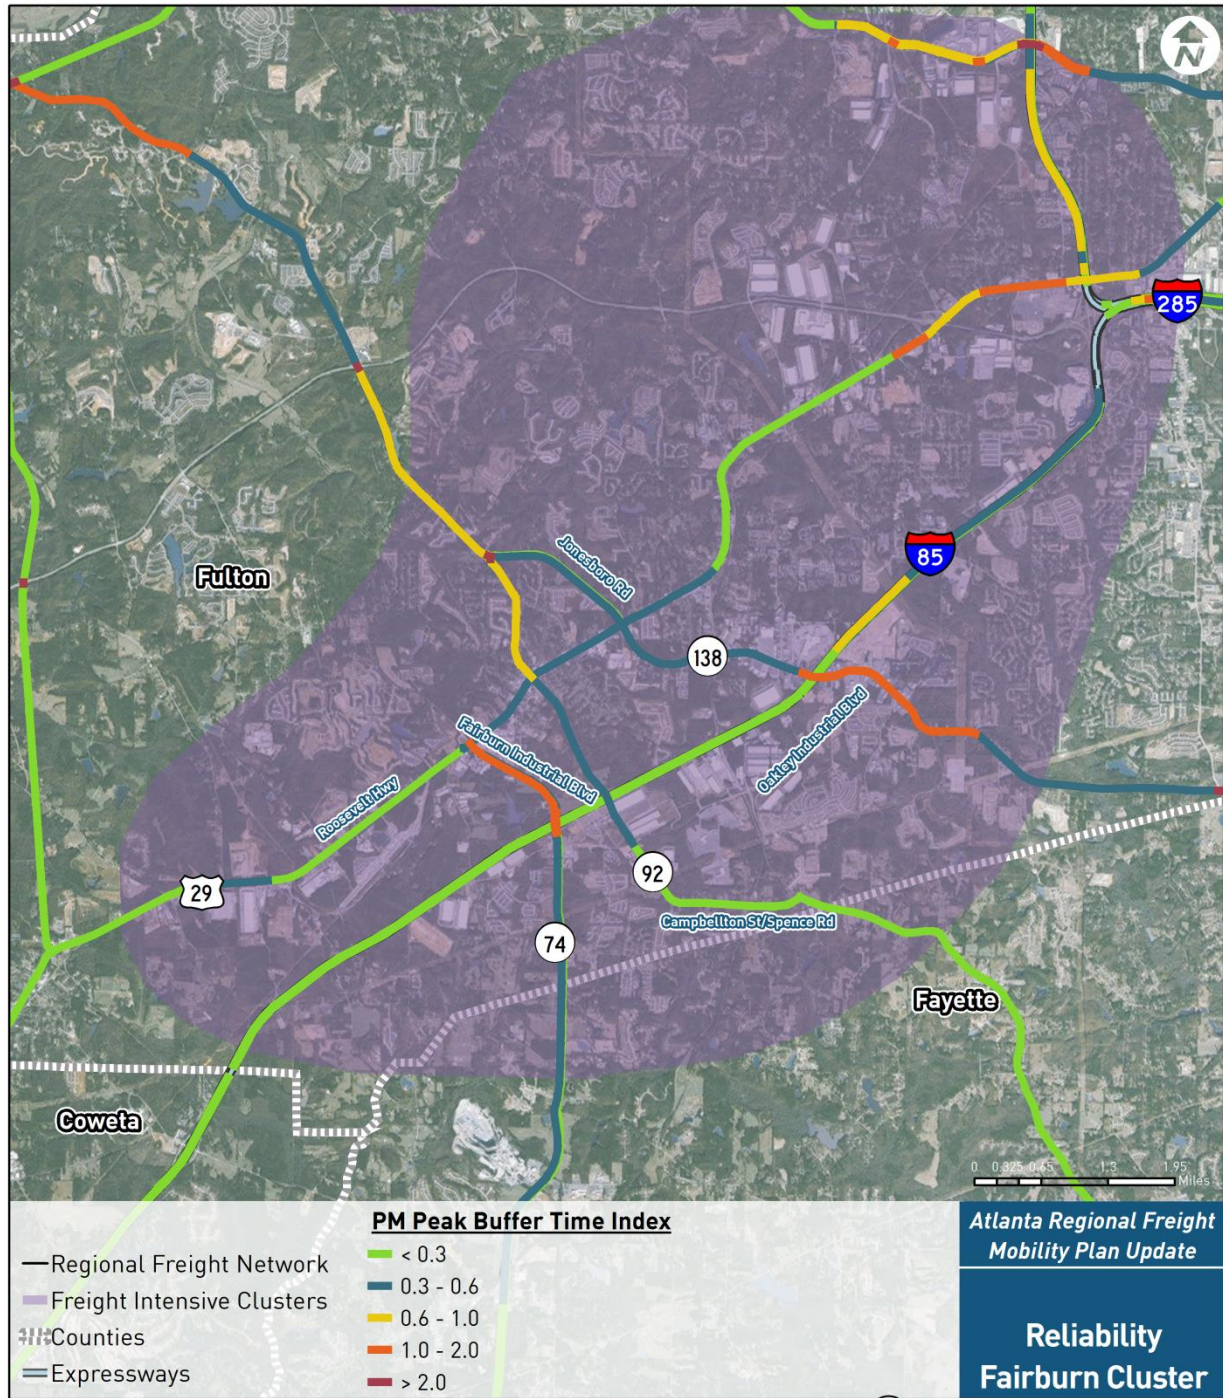 N
285
Jonesboro Rd
85
Fulton
138
Fairburn Industrial Blvd
Oakley Industrial Blvd
Roosevelt Hwy
92
29
Campbellton St/Spence Rd
74
Fayette
Coweta
0 0.325 0.65 1.3 1.95
Miles
PM Peak Buffer Time Index
Regional Freight Network
Freight Intensive Clusters
Counties
Expressways
< 0.3
0.3 - 0.6
0.6 - 1.0
1.0 - 2.0
> 2.0
Atlanta Regional Freight
Mobility Plan Update
Reliability
Fairburn Cluster